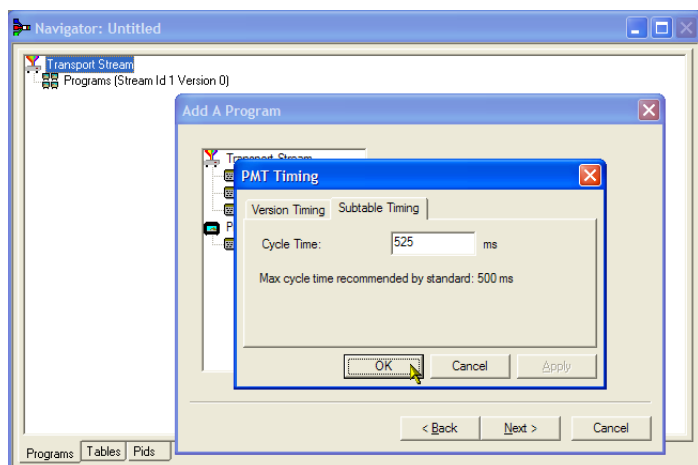 Navigator: Untitled
Transport Stream
Programs (Stream Id 1 Version 0)
Add A Program
Transport Stream
PMT Timing
Version Timing Subtable Timing
Cycle Time: 525 ms
Max cycle time recommended by standard: 500 ms
OK Cancel Apply
< Back Next > Cancel
Programs Tables Pids